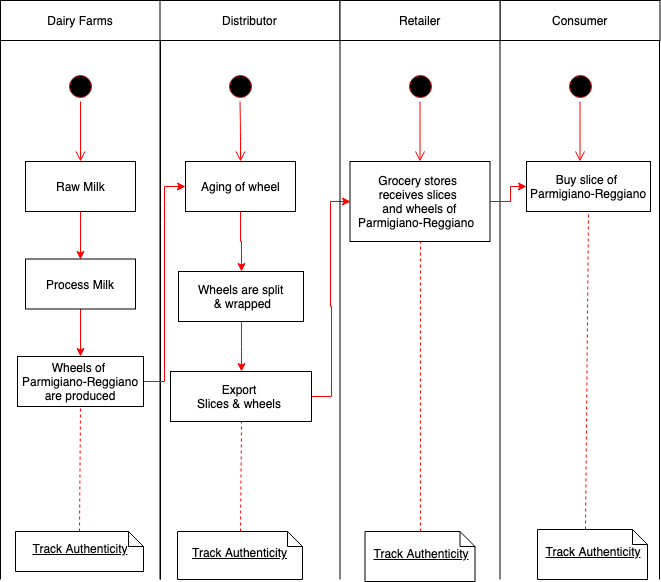 Dairy Farms
Distributor
Retailer
Consumer
Raw Milk
Process Milk
Wheels of
Parmigiano-Reggiano
are produced
Track Authenticity
Aging of wheel
Wheels are split
& wrapped
Export
Slices & wheels
Track Authenticity
Grocery stores
receives slices
and wheels of
Parmigiano-Reggiano
Track Authenticity
Buy slice of
Parmigiano-Reggiano
Track Authenticity